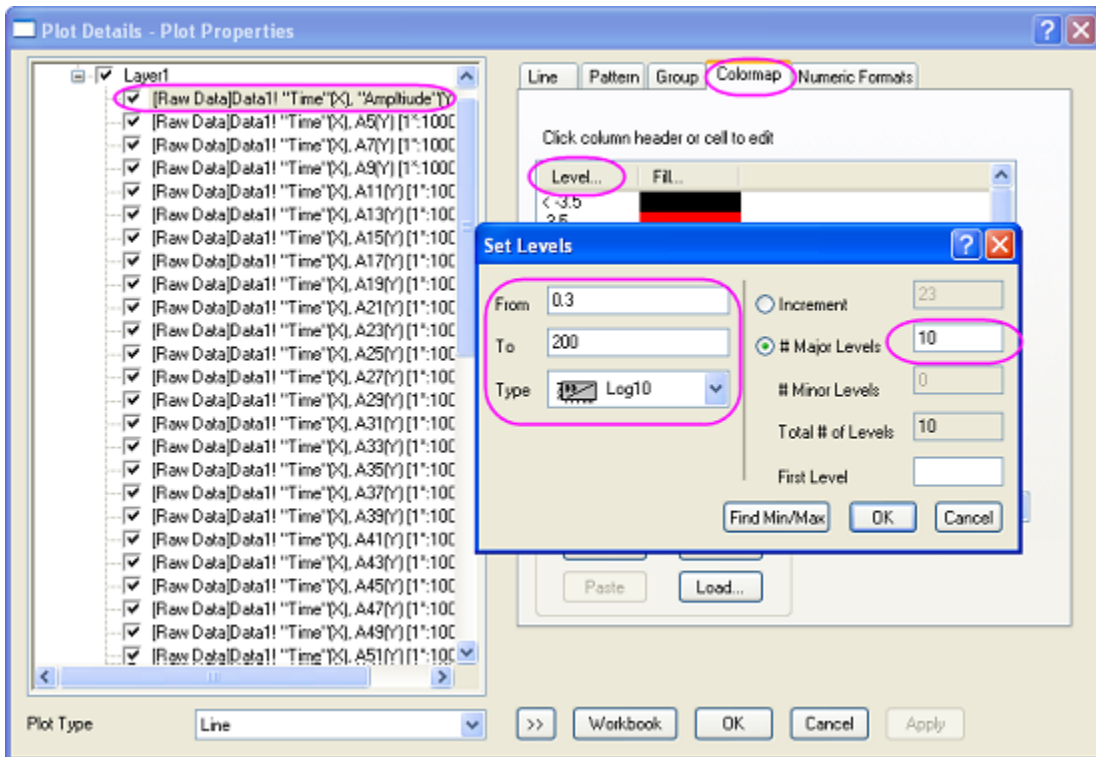 Plot Details - Plot Properties
Layer1
[Raw Data]Data1! "Time"(X), "Ampltiude"(Y
[Raw Data]Data1! "Time"(X), A5(Y) [1*:1000
[Raw Data]Data1! "Time"(X), A7(Y) [1*:1000
[Raw Data]Data1! "Time"(X), A9(Y) [1*:1000
[Raw Data]Data1! "Time"(X), A11(Y) [1*:100
[Raw Data]Data1! "Time"(X), A13(Y) [1*:100
[Raw Data]Data1! "Time"(X), A15(Y) [1*:100
[Raw Data]Data1! "Time"(X), A17(Y) [1*:100
[Raw Data]Data1! "Time"(X), A19(Y) [1*:100
[Raw Data]Data1! "Time"(X), A21(Y) [1*:100
[Raw Data]Data1! "Time"(X), A23(Y) [1*:100
[Raw Data]Data1! "Time"(X), A25(Y) [1*:100
[Raw Data]Data1! "Time"(X), A27(Y) [1*:100
[Raw Data]Data1! "Time"(X), A29(Y) [1*:100
[Raw Data]Data1! "Time"(X), A31(Y) [1*:100
[Raw Data]Data1! "Time"(X), A33(Y) [1*:100
[Raw Data]Data1! "Time"(X), A35(Y) [1*:100
[Raw Data]Data1! "Time"(X), A37(Y) [1*:100
[Raw Data]Data1! "Time"(X), A39(Y) [1*:100
[Raw Data]Data1! "Time"(X), A41(Y) [1*:100
[Raw Data]Data1! "Time"(X), A43(Y) [1*:100
[Raw Data]Data1! "Time"(X), A45(Y) [1*:100
[Raw Data]Data1! "Time"(X), A47(Y) [1*:100
[Raw Data]Data1! "Time"(X), A49(Y) [1*:100
[Raw Data]Data1! "Time"(X), A51(Y) [1*:100
Line Pattern Group Colormap Numeric Formats
Click column header or cell to edit
Level... Fill...
< -3.5
-3.5
Set Levels
From 0.3
To 200
Type Log10
Increment 23
# Major Levels 10
# Minor Levels 0
Total # of Levels 10
First Level
Find Min/Max OK Cancel
Paste Load...
Plot Type Line
>> Workbook OK Cancel Apply